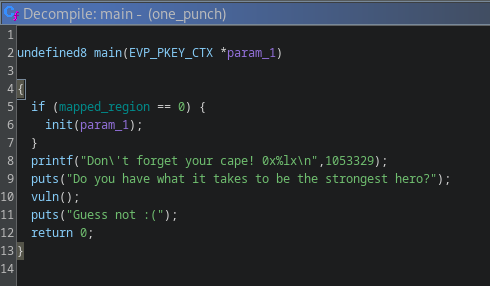 Decompile: main - (one_punch)
1
2 undefined8 main(EVP_PKEY_CTX *param_1)
3
4 {
5 if (mapped_region == 0) {
6 init(param_1);
7 }
8 printf("Don\'t forget your cape! 0x%lx\n",1053329);
9 puts("Do you have what it takes to be the strongest hero?");
10 vuln();
11 puts("Guess not :(");
12 return 0;
13 }
14